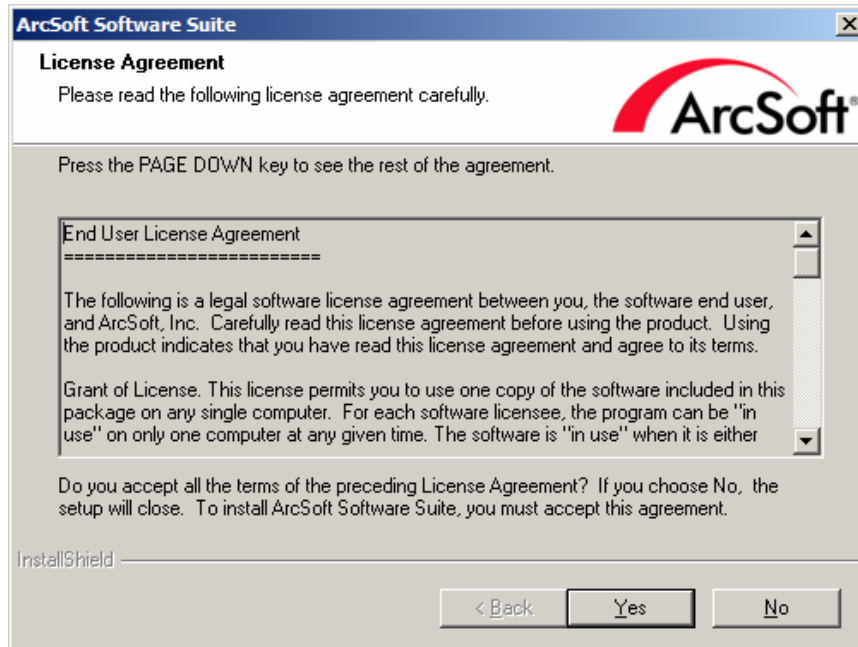 ArcSoft Software Suite
License Agreement
Please read the following license agreement carefully.
ArcSoft®
Press the PAGE DOWN key to see the rest of the agreement.
End User License Agreement
=========================
The following is a legal software license agreement between you, the software end user,
and ArcSoft, Inc.  Carefully read this license agreement before using the product.  Using
the product indicates that you have read this license agreement and agree to its terms.
Grant of License. This license permits you to use one copy of the software included in this
package on any single computer.  For each software licensee, the program can be "in
use" on only one computer at any given time. The software is "in use" when it is either
Do you accept all the terms of the preceding License Agreement?  If you choose No,  the
setup will close.  To install ArcSoft Software Suite, you must accept this agreement.
InstallShield
< Back
Yes
No